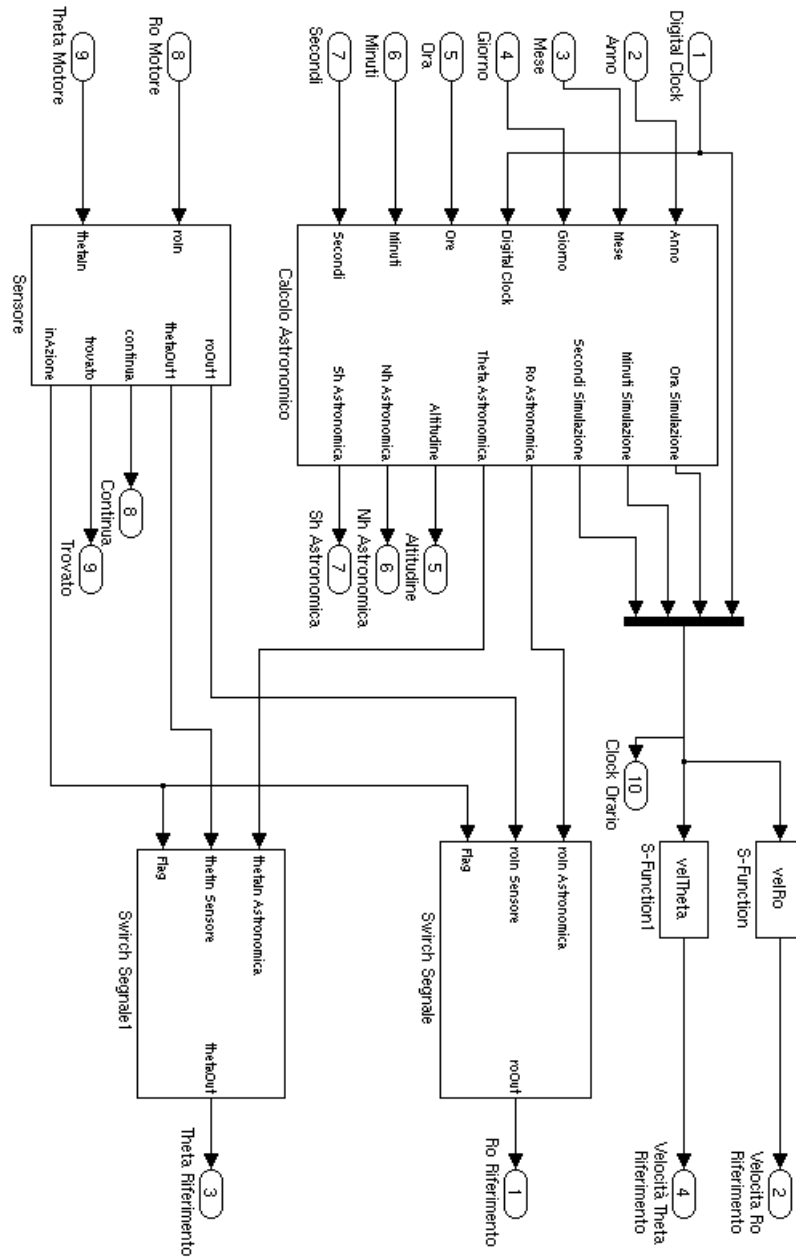 1
Digital Clock
2
Anno
3
Mese
4
Giorno
5
Ora
6
Minuti
7
Secondi
8
Ro Motore
9
Theta Motore
Anno
Mese
Giorno
Digital Clock
Ore
Minuti
Secondi
Ora Simulazione
Minuti Simulazione
Secondi Simulazione
Ro Astronomica
Theta Astronomica
Altitudine
Nh Astronomica
Sh Astronomica
Calcolo Astronomico
roIn
thetaIn
roOut1
thetaOut1
continua
trovato
inAzione
Sensore
5
Altitudine
6
Nh Astronomica
7
Sh Astronomica
8
Continua
9
Trovato
10
Clock Orario
velRo
S-Function
velTheta
S-Function1
roIn Astronomica
roIn Sensore
Flag
roOut
Swirch Segnale
thetaIn Astronomica
thetIn Sensore
Flag
thetaOut
Swirch Segnale1
2
Velocita Ro
Riferimento
4
Velocità Theta
Riferimento
1
Ro Riferimento
3
Theta Riferimento